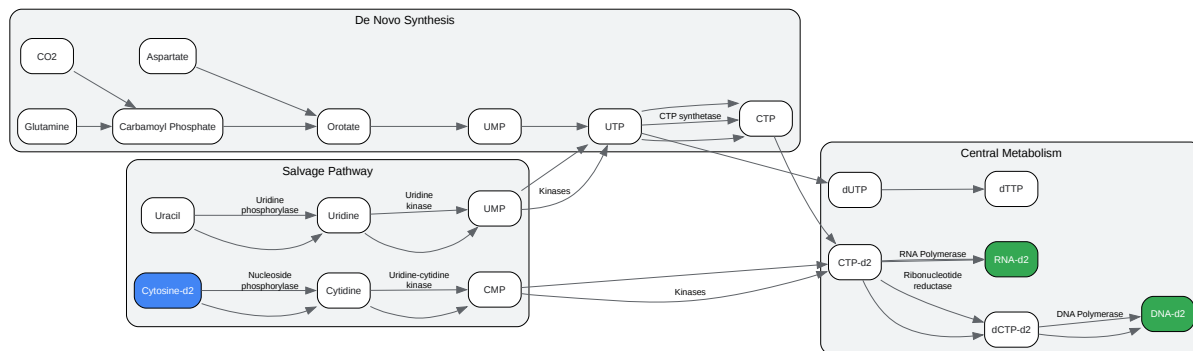 De Novo Synthesis
CO2
Aspartate
Glutamine
Carbamoyl Phosphate
Orotate
UMP
UTP
CTP synthetase
CTP
Salvage Pathway
Uracil
Uridine
phosphorylase
Uridine
Uridine
kinase
UMP
Kinases
Cytosine-d2
Nucleoside
phosphorylase
Cytidine
Uridine-cytidine
kinase
CMP
Kinases
Central Metabolism
dUTP
dTTP
CTP-d2
RNA Polymerase
RNA-d2
Ribonucleotide
reductase
dCTP-d2
DNA Polymerase
DNA-d2